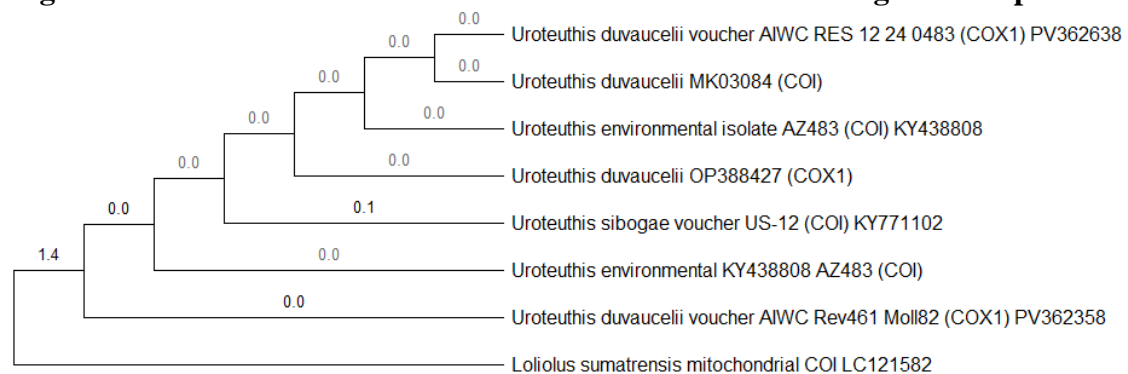 0.0
Uroteuthis duvaucelii voucher AIWC RES 12 24 0483 (COX1) PV362638
0.0
0.0
0.0
Uroteuthis duvaucelii MK03084 (COI)
0.0
0.0
Uroteuthis environmental isolate AZ483 (COI) KY438808
0.0
0.0
Uroteuthis duvaucelii OP388427 (COX1)
0.0
0.1
Uroteuthis sibogae voucher US-12 (COI) KY771102
0.0
0.0
Uroteuthis environmental KY438808 AZ483 (COI)
1.4
0.0
Uroteuthis duvaucelii voucher AIWC Rev461 Moll82 (COX1) PV362358
Loliolus sumatrensis mitochondrial COI LC121582